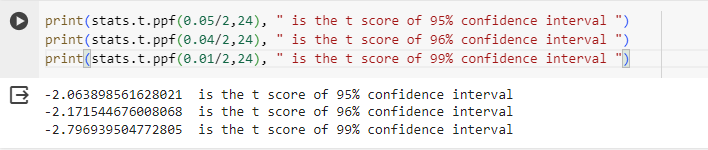 print(stats.t.ppf(0.05/2,24), " is the t score of 95% confidence interval ")
print(stats.t.ppf(0.04/2,24), " is the t score of 96% confidence interval ")
print(stats.t.ppf(0.01/2,24), " is the t score of 99% confidence interval ")
-2.063898561628021  is the t score of 95% confidence interval
-2.171544676008068  is the t score of 96% confidence interval
-2.796939504772805  is the t score of 99% confidence interval